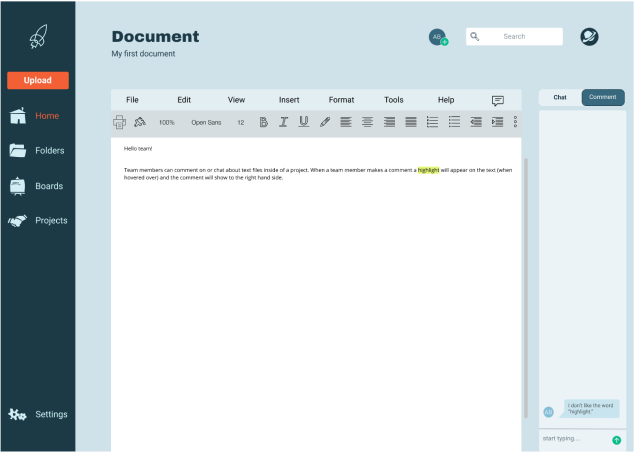 Document
My first document
AB
Search
Upload
Home
Folders
Boards
Projects
Settings
File Edit View Insert Format Tools Help
100% Open Sans 12 B I U
Hello team!
Team members can comment on or chat about text files inside of a project. When a team member makes a comment a highlight will appear on the text (when
hovered over) and the comment will show to the right hand side.
Chat Comment
AB
I don't like the word
"highlight."
start typing...